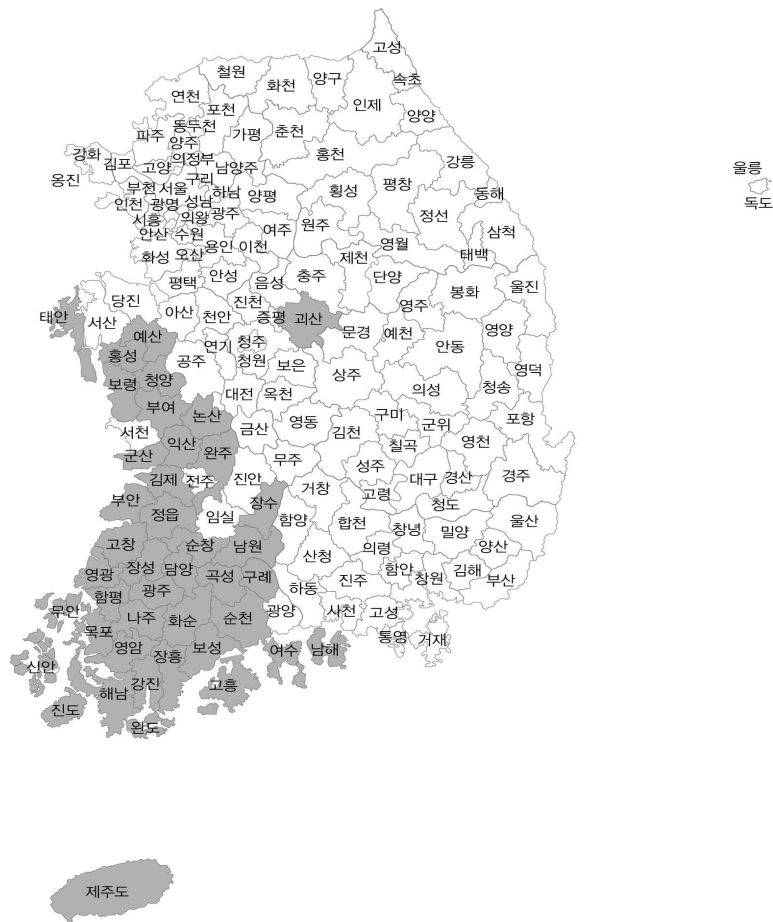 고성
철원
화천
양구
속초
인제
연천
포천
양양
동두천
파주
양주
가평
춘천
강화
김포
고양
의정부
홍천
강릉
남양주
옹진
구리
울릉
부천
서울
하남
양평
횡성
평창
동해
독도
인천
광명
성남
시흥
의왕
광주
여주
원주
정선
삼척
안산
수원
용인
이천
영월
태백
화성
오산
제천
평택
안성
음성
충주
단양
봉화
울진
당진
진천
영주
태안
서산
아산
천안
증평
괴산
문경
예천
영양
예산
연기
청주
안동
홍성
공주
청원
보은
상주
영덕
보령
청양
대전
옥천
의성
청송
부여
논산
금산
영동
구미
군위
포항
서천
익산
완주
김천
칠곡
영천
군산
무주
성주
김제
전주
진안
거창
고령
대구
경산
경주
부안
정읍
임실
장수
함양
합천
창녕
청도
밀양
울산
고창
순창
남원
산청
의령
양산
영광
장성
담양
곡성
구례
하동
진주
함안
창원
김해
부산
함평
광주
무안
나주
화순
순천
광양
사천
고성
목포
통영
거제
영암
장흥
보성
여수
남해
신안
해남
강진
고흥
진도
완도
제주도